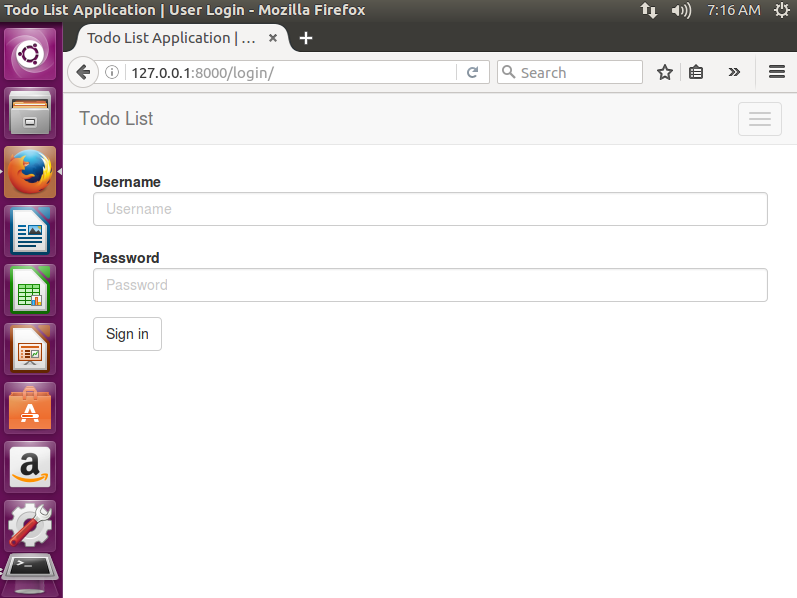 Todo List Application | User Login - Mozilla Firefox
7:16 AM
Todo List Application | ...
127.0.0.1:8000/login/
Search
Todo List
Username
Username
Password
Password
Sign in